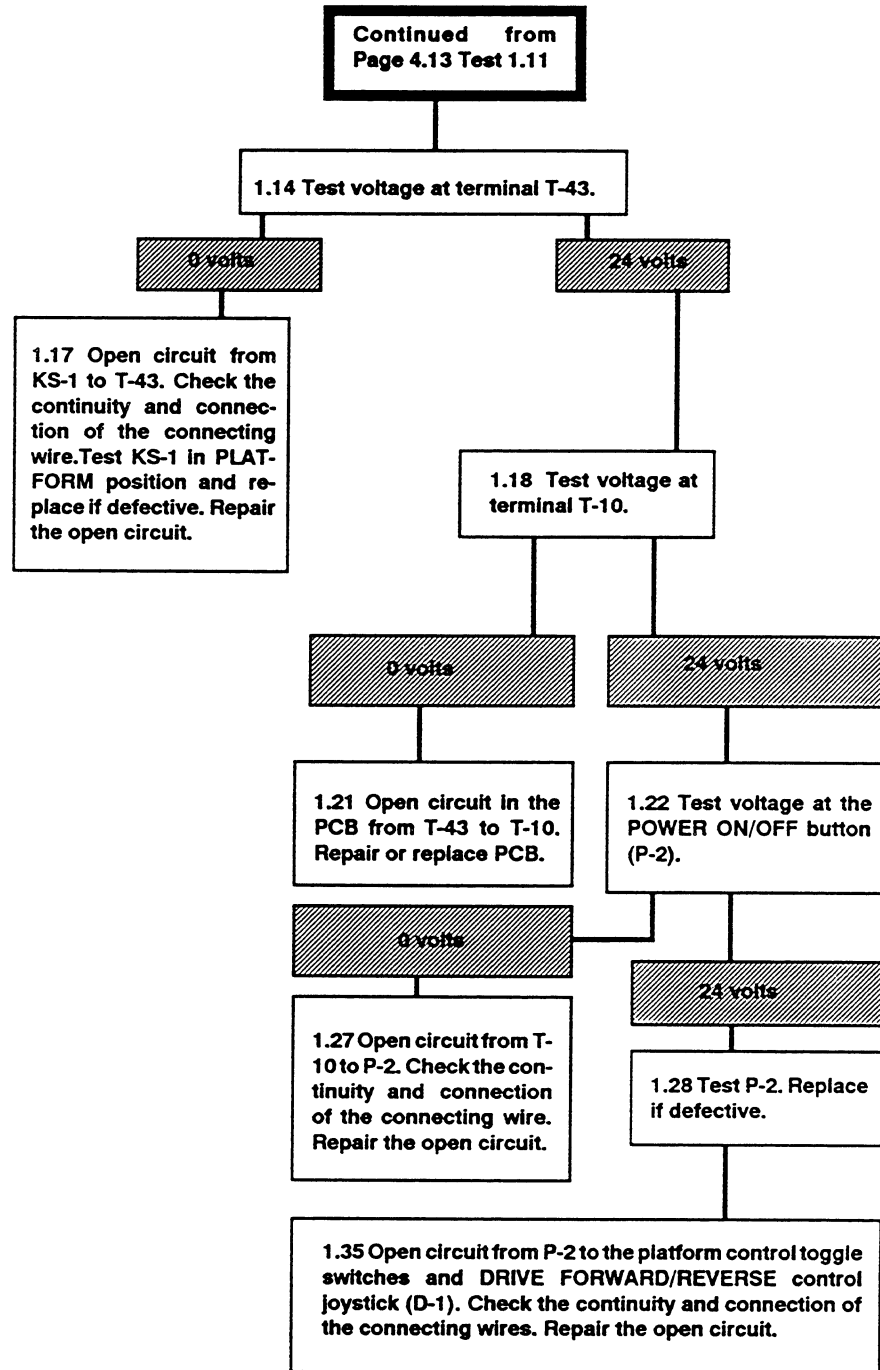 Continued from
Page 4.13 Test 1.11
1.14 Test voltage at terminal T-43.
0 volts
24 volts
1.17 Open circuit from
KS-1 to T-43. Check the
continuity and connec-
tion of the connecting
wire.Test KS-1 in PLAT-
FORM position and re-
place if defective. Repair
the open circuit.
1.18 Test voltage at
terminal T-10.
0 volts
24 volts
1.21 Open circuit in the
PCB from T-43 to T-10.
Repair or replace PCB.
1.22 Test voltage at the
POWER ON/OFF button
(P-2).
0 volts
24 volts
1.27 Open circuit from T-
10 to P-2. Check the con-
tinuity and connection
of the connecting wire.
Repair the open circuit.
1.28 Test P-2. Replace
if defective.
1.35 Open circuit from P-2 to the platform control toggle
switches and DRIVE FORWARD/REVERSE control
joystick (D-1). Check the continuity and connection of
the connecting wires. Repair the open circuit.